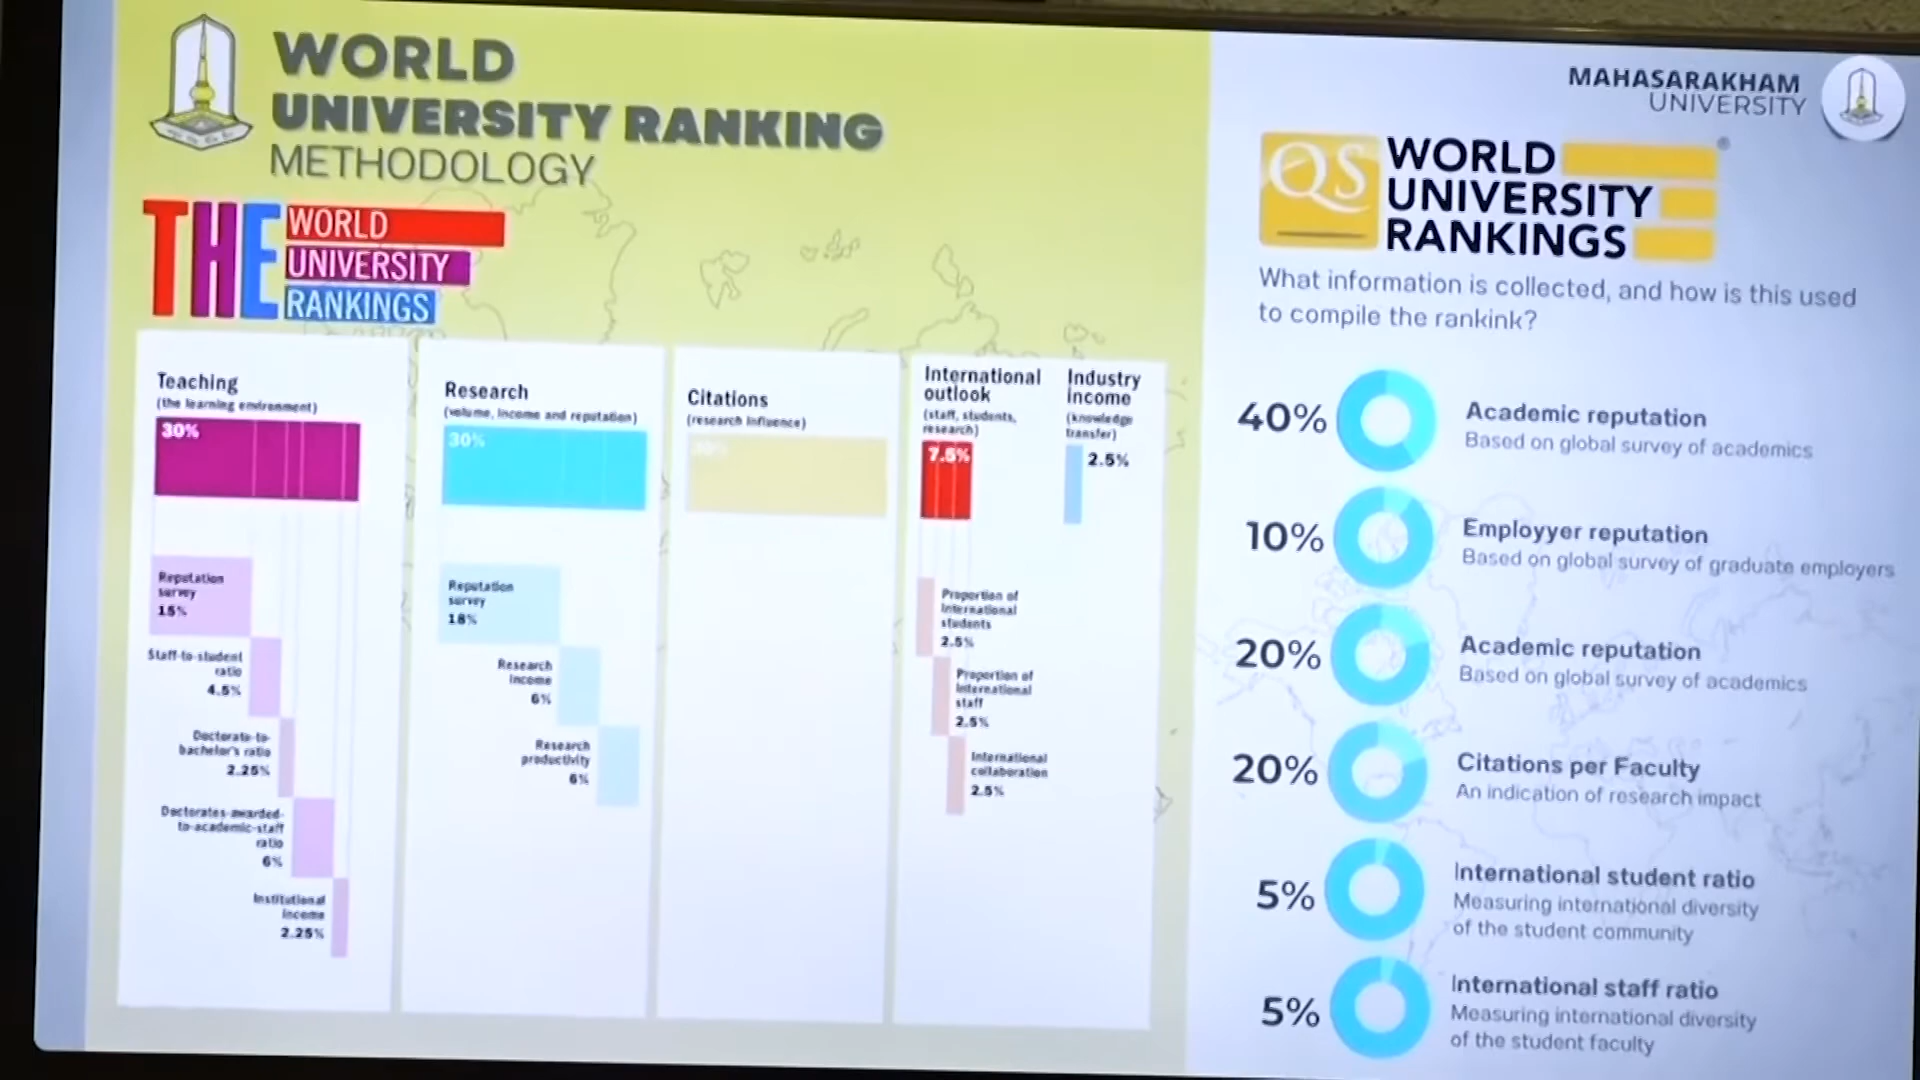 WORLD
UNIVERSITY RANKING
METHODOLOGY
THE
WORLD
UNIVERSITY
RANKINGS
Teaching
(the learning environment)
30%
Reputation
survey
15%
Staff-to-student
ratio
4.5%
Doctorate-to-
bachelor's ratio
2.25%
Doctorates-awarded-
to-academic-staff
ratio
6%
Institutional
income
2.25%
Research
(volume, income and reputation)
30%
Reputation
survey
18%
Research
income
6%
Research
productivity
6%
Citations
(research influence)
30%
International
outlook
(staff, students,
research)
7.5%
Proportion of
international
students
2.5%
Proportion of
international
staff
2.5%
International
collaboration
2.5%
Industry
income
(knowledge
transfer)
2.5%
MAHASARAKHAM
UNIVERSITY
QS
WORLD
UNIVERSITY
RANKINGS
What information is collected, and how is this used
to compile the rankink?
40%
Academic reputation
Based on global survey of academics
10%
Employyer reputation
Based on global survey of graduate employers
20%
Academic reputation
Based on global survey of academics
20%
Citations per Faculty
An indication of research impact
5%
International student ratio
Measuring international diversity
of the student community
5%
International staff ratio
Measuring international diversity
of the student faculty